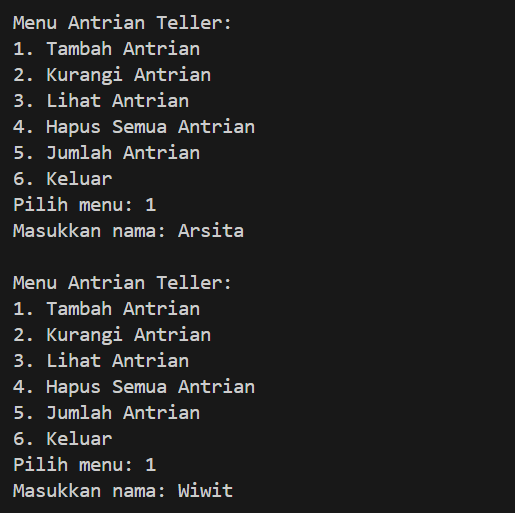 Menu Antrian Teller:
1. Tambah Antrian
2. Kurangi Antrian
3. Lihat Antrian
4. Hapus Semua Antrian
5. Jumlah Antrian
6. Keluar
Pilih menu: 1
Masukkan nama: Arsita
Menu Antrian Teller:
1. Tambah Antrian
2. Kurangi Antrian
3. Lihat Antrian
4. Hapus Semua Antrian
5. Jumlah Antrian
6. Keluar
Pilih menu: 1
Masukkan nama: Wiwit